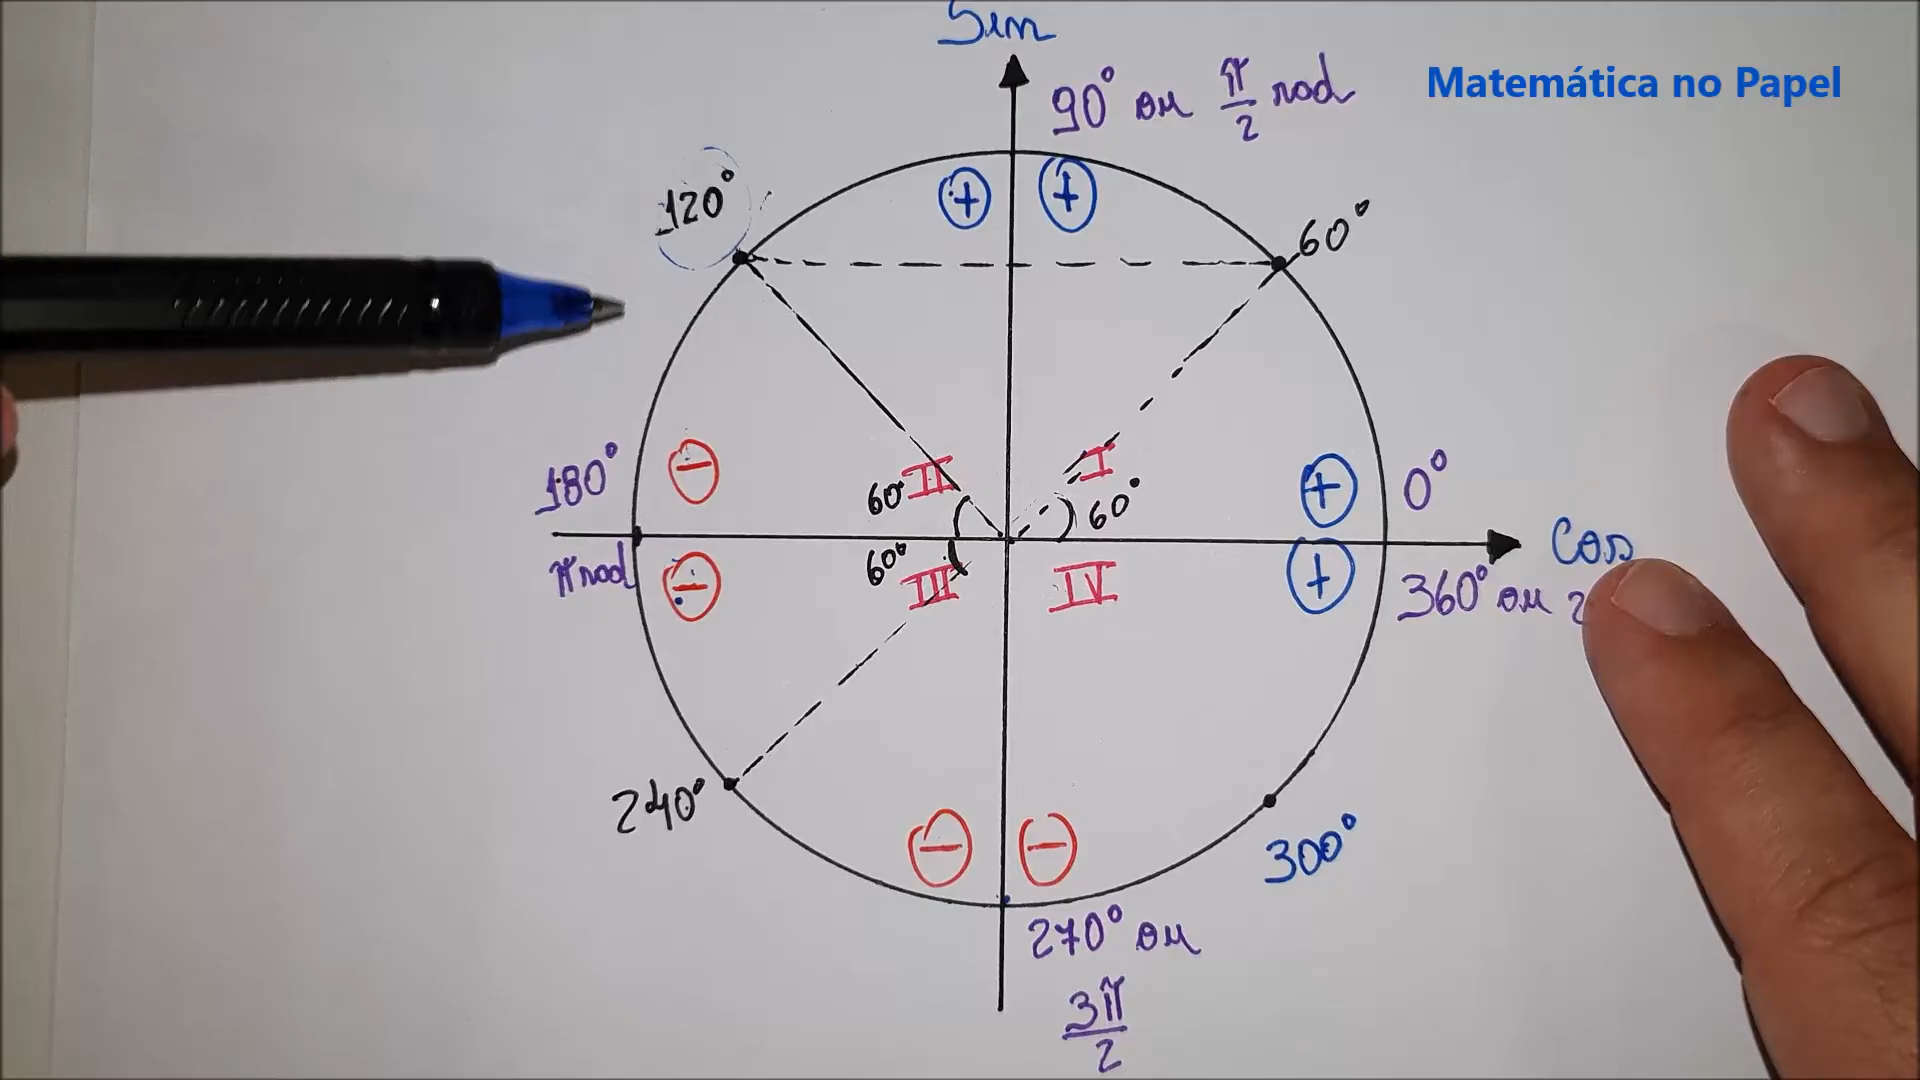 Sen
90° ou π/2 rad
Matemática no Papel
120°
+
+
60°
180°
−
60°
II
I
60°
+
0°
Cos
π rad
−
60°
III
IV
+
360° ou
240°
−
−
300°
270° ou
3π/2